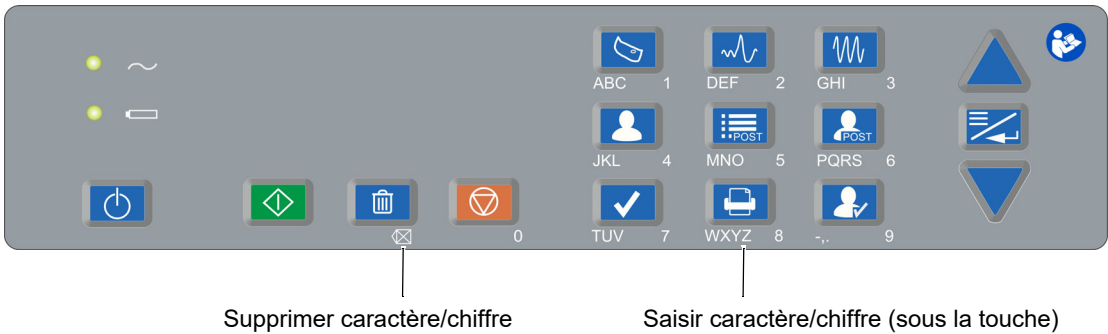 ABC 1 DEF 2 GHI 3
POST POST
JKL 4 MNO 5 PQRS 6
0 TUV 7 WXYZ 8 -,. 9
Supprimer caractère/chiffre Saisir caractère/chiffre (sous la touche)